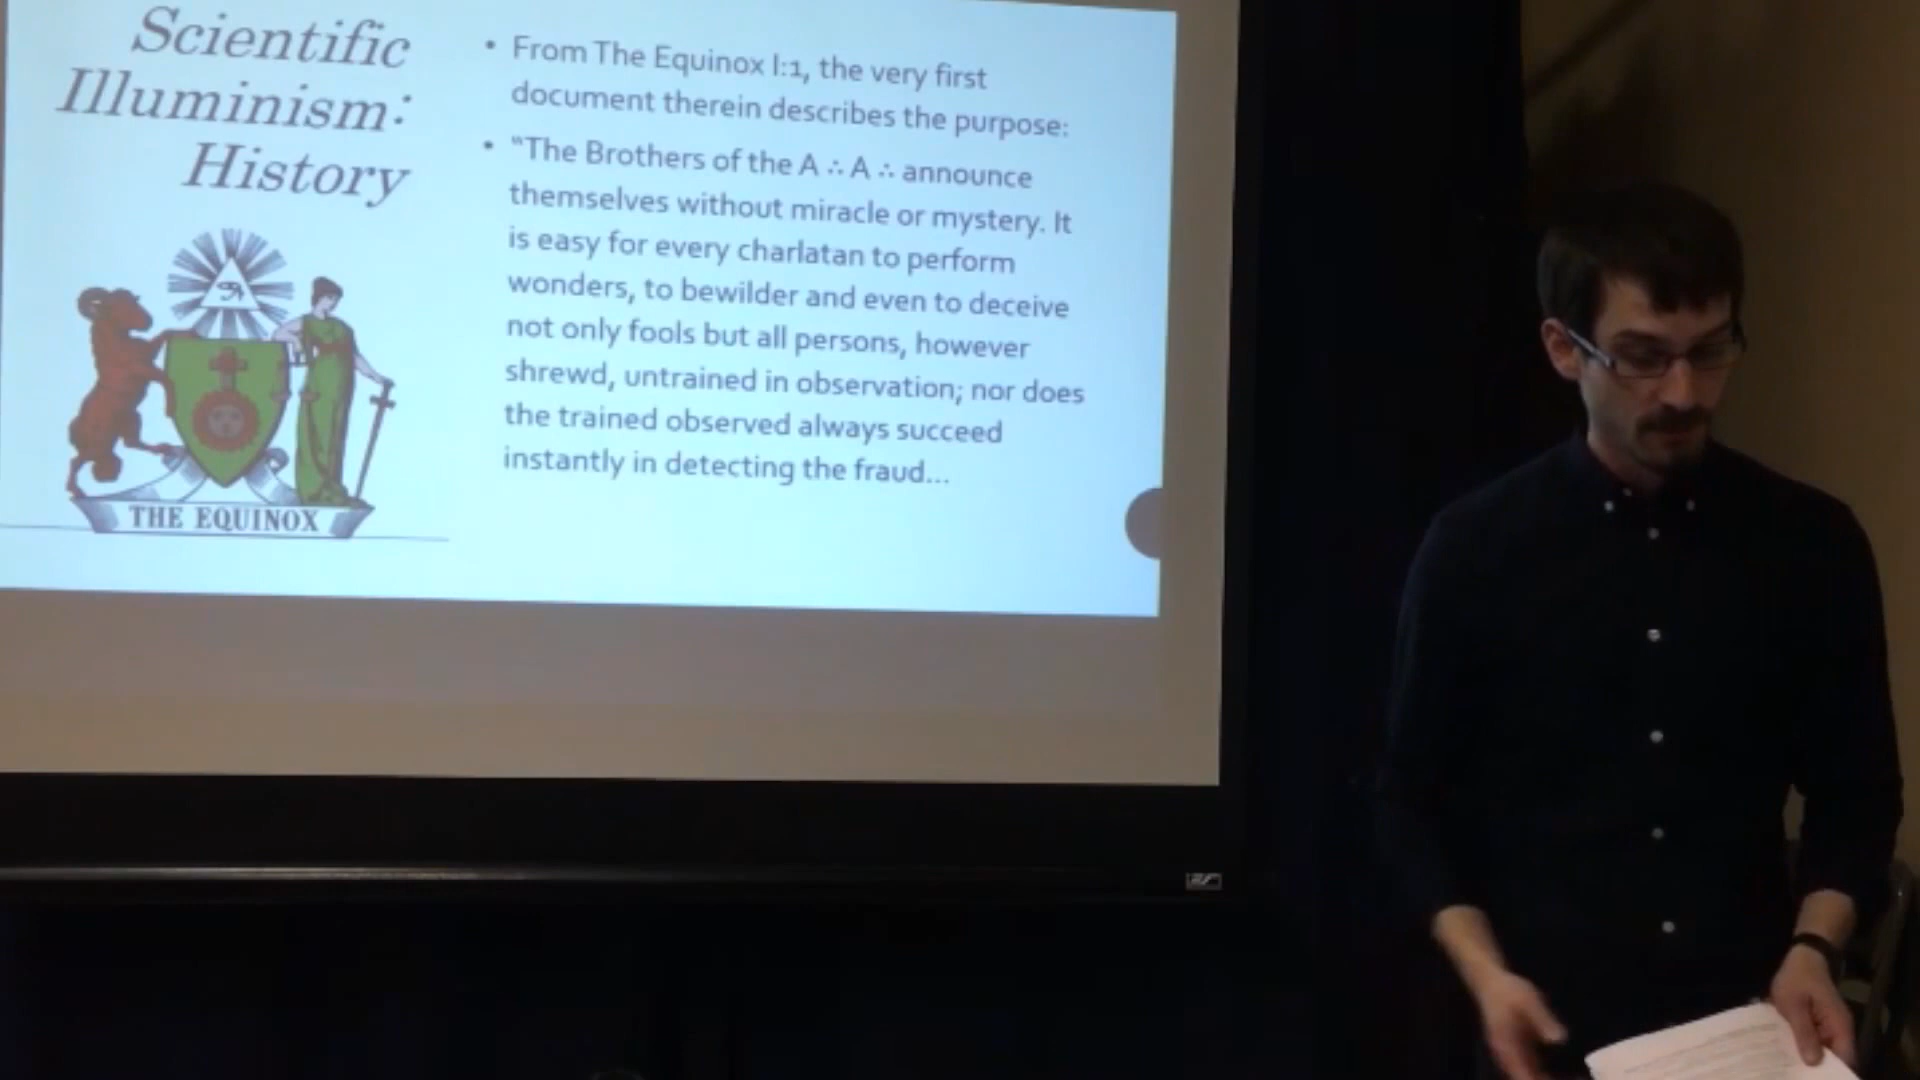 Scientific
Illuminism:
History
THE EQUINOX
• From The Equinox I:1, the very first
document therein describes the purpose:
• "The Brothers of the A ∴ A ∴ announce
themselves without miracle or mystery. It
is easy for every charlatan to perform
wonders, to bewilder and even to deceive
not only fools but all persons, however
shrewd, untrained in observation; nor does
the trained observed always succeed
instantly in detecting the fraud...